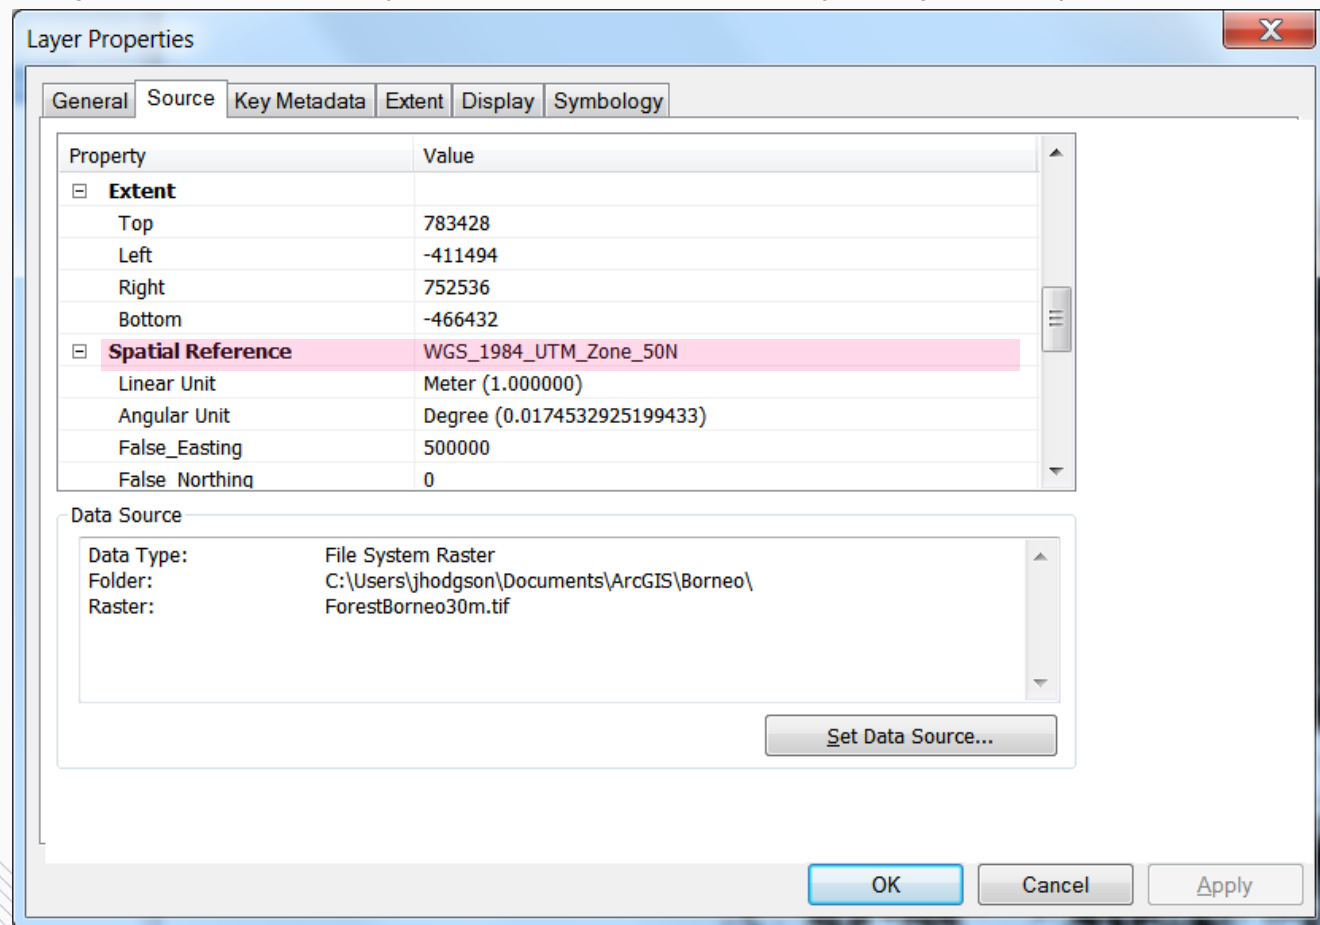 Layer Properties
X
General Source Key Metadata Extent Display Symbology
Property Value
Extent
Top 783428
Left -411494
Right 752536
Bottom -466432
Spatial Reference WGS_1984_UTM_Zone_50N
Linear Unit Meter (1.000000)
Angular Unit Degree (0.0174532925199433)
False_Easting 500000
False_Northing 0
Data Source
Data Type: File System Raster
Folder: C:\Users\jhodgson\Documents\ArcGIS\Borneo\
Raster: ForestBorneo30m.tif
Set Data Source...
OK Cancel Apply